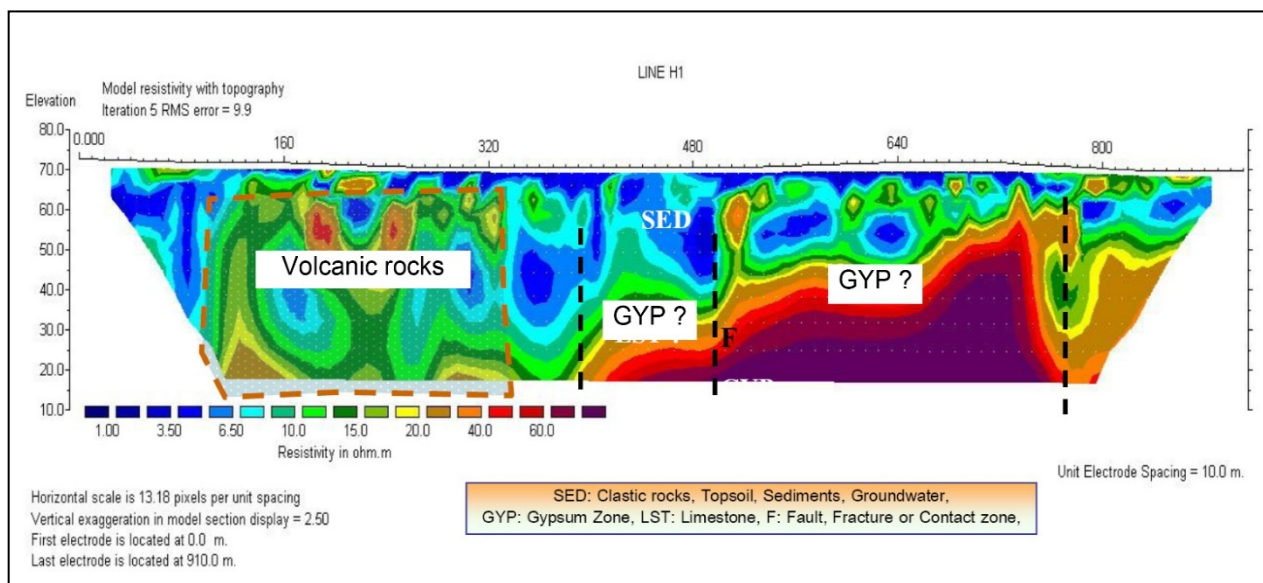 LINE H1
Model resistivity with topography
Iteration 5 RMS error = 9.9
Elevation
0.000 160 320 480 640 800
80.0
70.0
60.0
50.0
40.0
30.0
20.0
10.0
SED
Volcanic rocks
GYP ?
GYP ?
F
1.00 3.50 6.50 10.0 15.0 20.0 40.0 60.0
Resistivity in ohm.m
Unit Electrode Spacing = 10.0 m.
Horizontal scale is 13.18 pixels per unit spacing
Vertical exaggeration in model section display = 2.50
First electrode is located at 0.0 m.
Last electrode is located at 910.0 m.
SED: Clastic rocks, Topsoil, Sediments, Groundwater,
GYP: Gypsum Zone, LST: Limestone, F: Fault, Fracture or Contact zone,